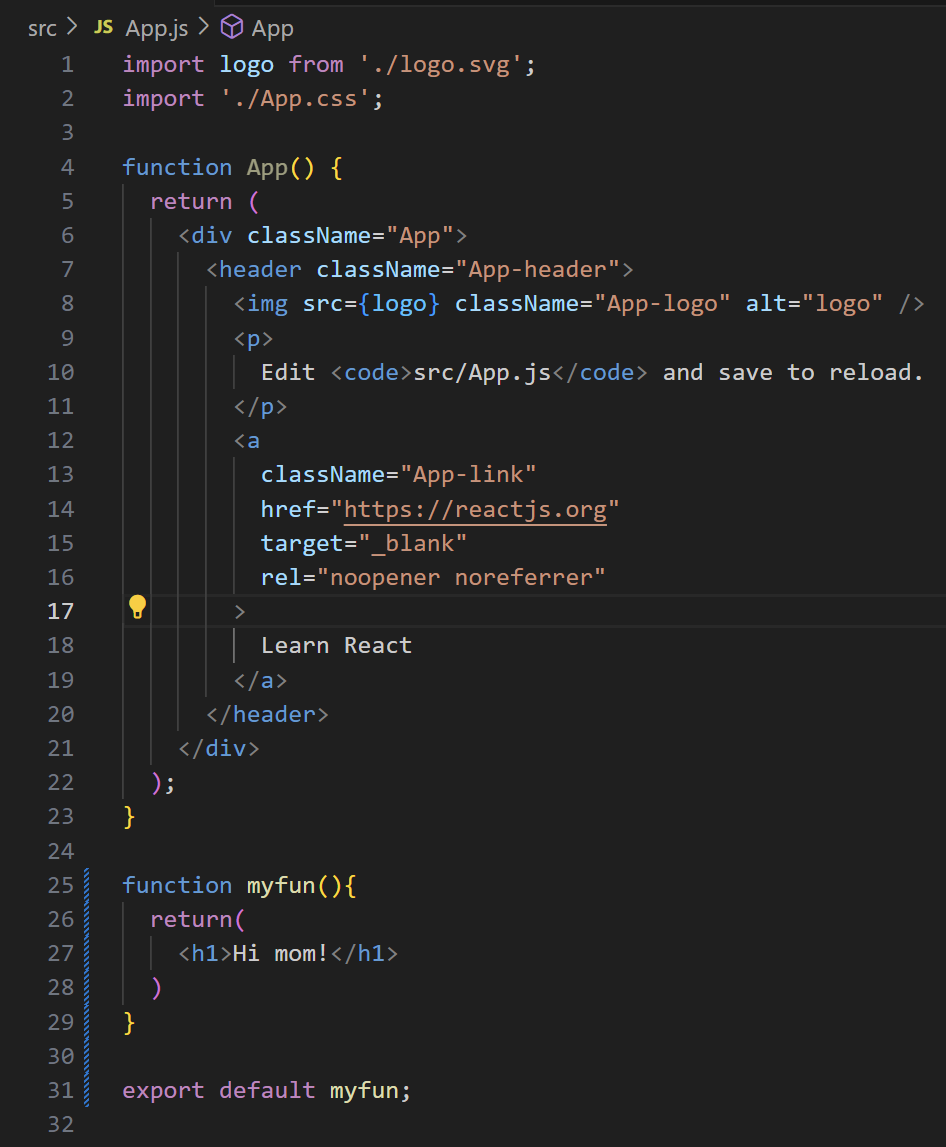 src > JS App.js > App
1 import logo from './logo.svg';
2 import './App.css';
3
4 function App() {
5   return (
6     <div className="App">
7       <header className="App-header">
8         <img src={logo} className="App-logo" alt="logo" />
9         <p>
10           Edit <code>src/App.js</code> and save to reload.
11         </p>
12         <a
13           className="App-link"
14           href="https://reactjs.org"
15           target="_blank"
16           rel="noopener noreferrer"
17         >
18           Learn React
19         </a>
20       </header>
21     </div>
22   );
23 }
24
25 function myfun(){
26   return(
27     <h1>Hi mom!</h1>
28   )
29 }
30
31 export default myfun;
32